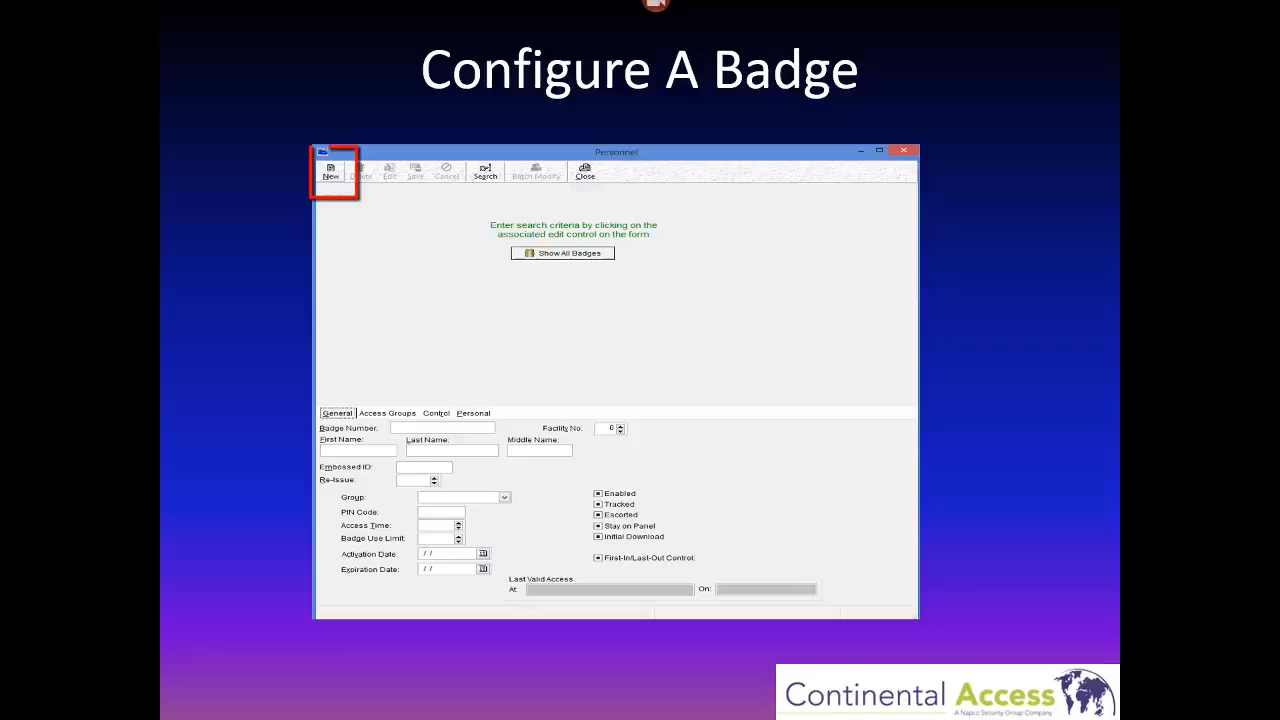 Configure A Badge
Personnel
New Delete Edit Save Cancel Search Batch Modify Close
Enter search criteria by clicking on the
associated edit control on the form
Show All Badges
General Access Groups Control Personal
Badge Number: Facility No: 0
First Name: Last Name: Middle Name:
Embossed ID:
Re-Issue:
Group: Enabled
Tracked
PIN Code: Escorted
Access Time: Stay on Panel
Badge Use Limit: Initial Download
Activation Date: / / 15
First-In/Last-Out Control:
Expiration Date: / / 15
Last Valid Access
At: On:
Continental Access
A Napco Security Group Company